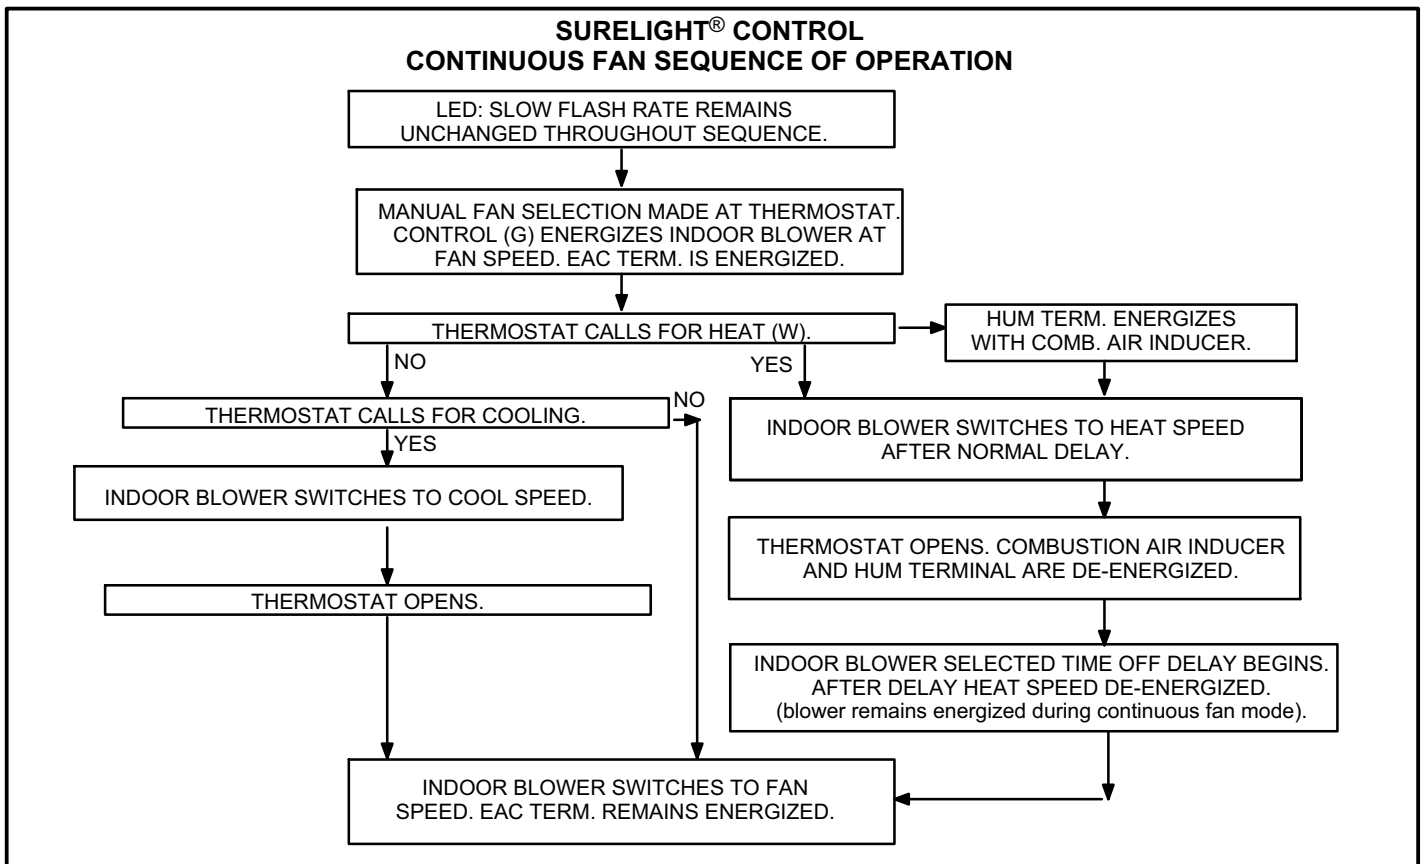 SURELIGHT® CONTROL
CONTINUOUS FAN SEQUENCE OF OPERATION
LED: SLOW FLASH RATE REMAINS
UNCHANGED THROUGHOUT SEQUENCE.
MANUAL FAN SELECTION MADE AT THERMOSTAT.
CONTROL (G) ENERGIZES INDOOR BLOWER AT
FAN SPEED. EAC TERM. IS ENERGIZED.
THERMOSTAT CALLS FOR HEAT (W).
HUM TERM. ENERGIZES
WITH COMB. AIR INDUCER.
NO
YES
THERMOSTAT CALLS FOR COOLING.
NO
YES
INDOOR BLOWER SWITCHES TO HEAT SPEED
AFTER NORMAL DELAY.
INDOOR BLOWER SWITCHES TO COOL SPEED.
THERMOSTAT OPENS. COMBUSTION AIR INDUCER
AND HUM TERMINAL ARE DE-ENERGIZED.
THERMOSTAT OPENS.
INDOOR BLOWER SELECTED TIME OFF DELAY BEGINS.
AFTER DELAY HEAT SPEED DE-ENERGIZED.
(blower remains energized during continuous fan mode).
INDOOR BLOWER SWITCHES TO FAN
SPEED. EAC TERM. REMAINS ENERGIZED.